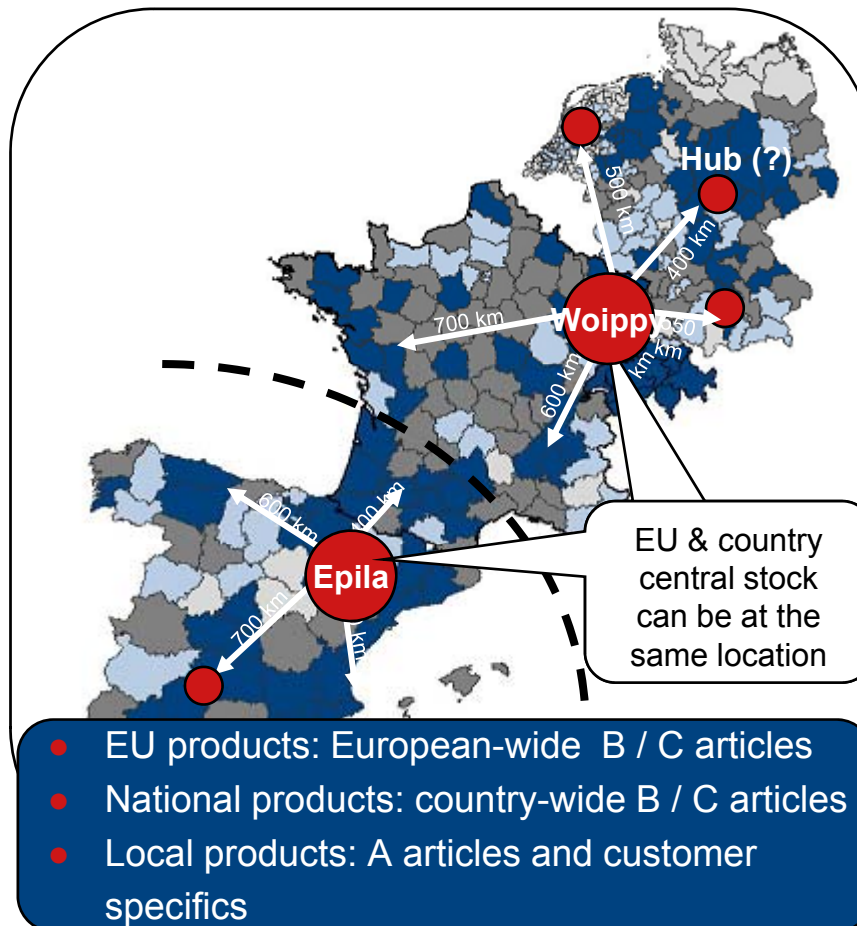 Hub (?)
500 km
400 km
Woippy
700 km
km
km
600 km
600 km
Epila
700 km
km
EU & country
central stock
can be at the
same location
EU products: European-wide B / C articles
National products: country-wide B / C articles
Local products: A articles and customer
specifics